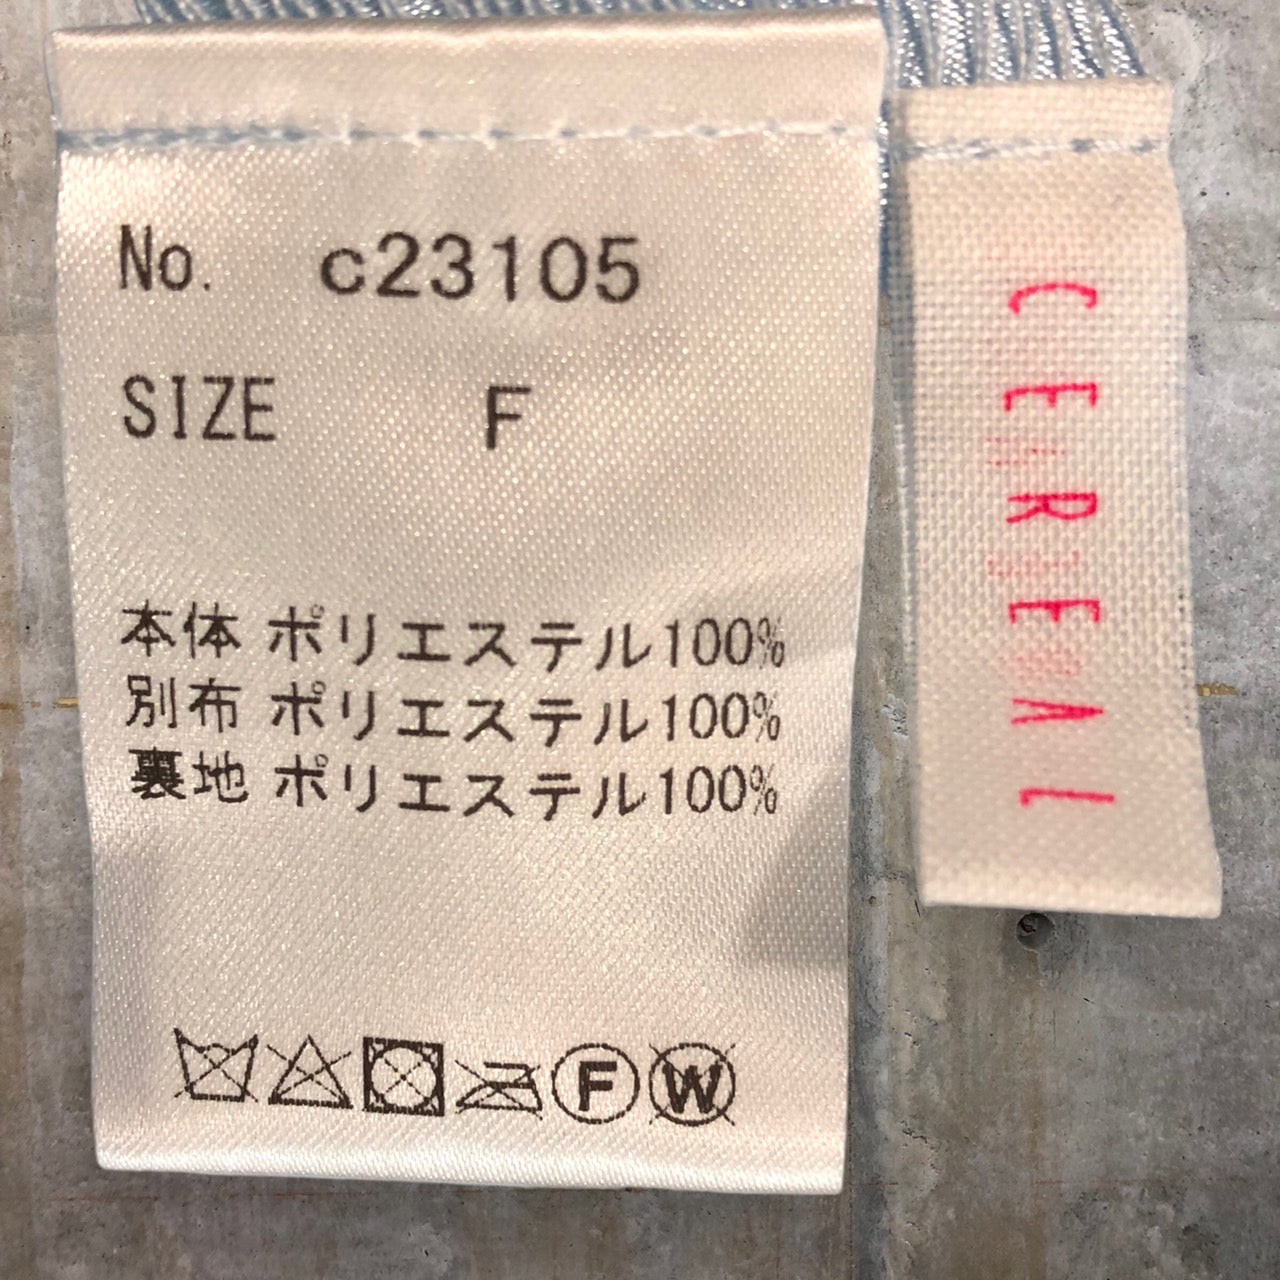 No. c23105
SIZE F
本体 ポリエステル100%
別布 ポリエステル100%
裏地 ポリエステル100%
F
W
CEREAL